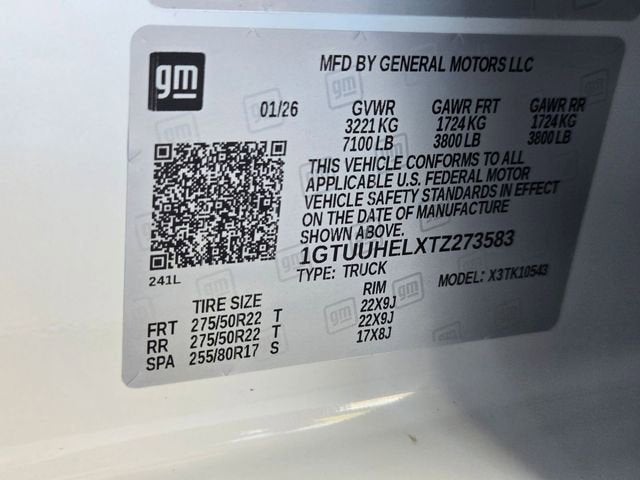 gm
MFD BY GENERAL MOTORS LLC
01/26 GVWR GAWR FRT GAWR RR
3221 KG 1724 KG 1724 KG
7100 LB 3800 LB 3800 LB
THIS VEHICLE CONFORMS TO ALL
APPLICABLE U.S. FEDERAL MOTOR
VEHICLE SAFETY STANDARDS IN EFFECT
ON THE DATE OF MANUFACTURE
SHOWN ABOVE.
1GTUUHELXTZ273583
TYPE: TRUCK MODEL: X3TK10543
241L
TIRE SIZE RIM
FRT 275/50R22 T 22X9J
RR 275/50R22 T 22X9J
SPA 255/80R17 S 17X8J